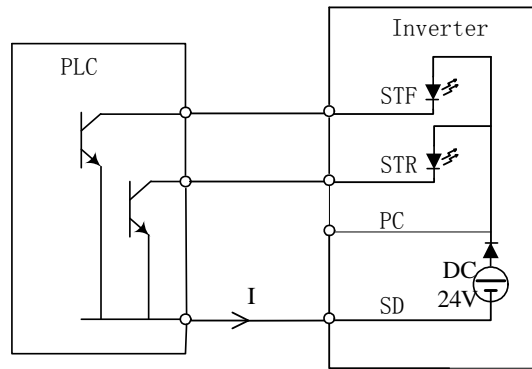 Inverter
PLC
STF
STR
PC
DC
24V
I
SD